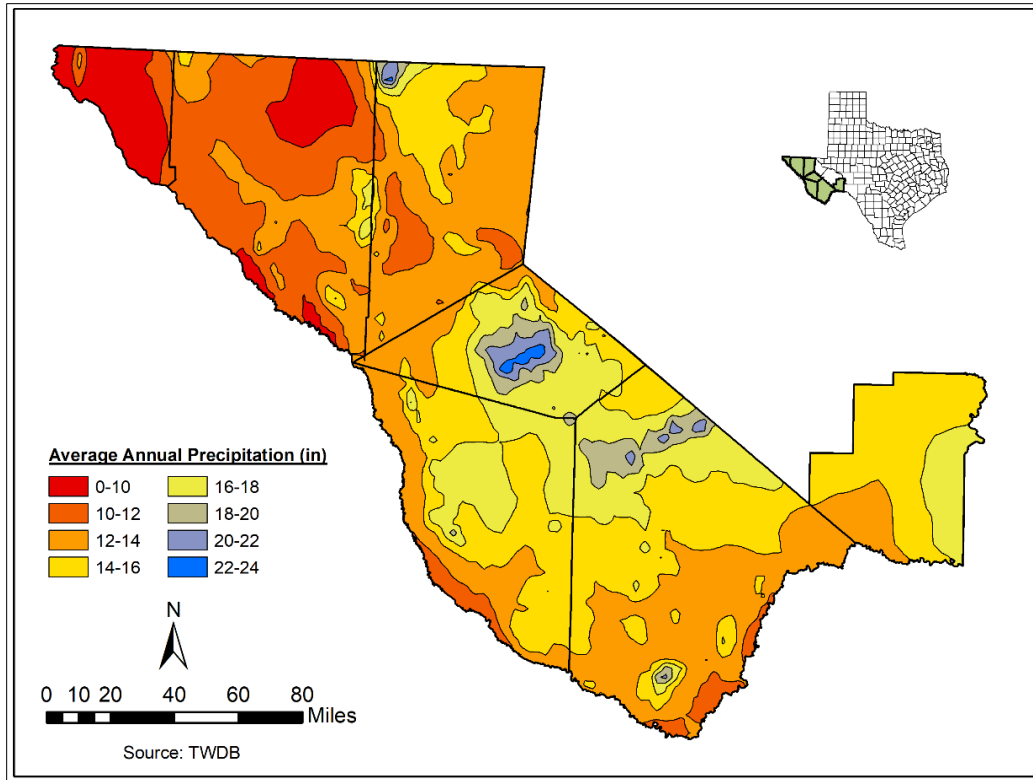 Average Annual Precipitation (in)
0-10 16-18
10-12 18-20
12-14 20-22
14-16 22-24
N
0 10 20 40 60 80
Miles
Source: TWDB